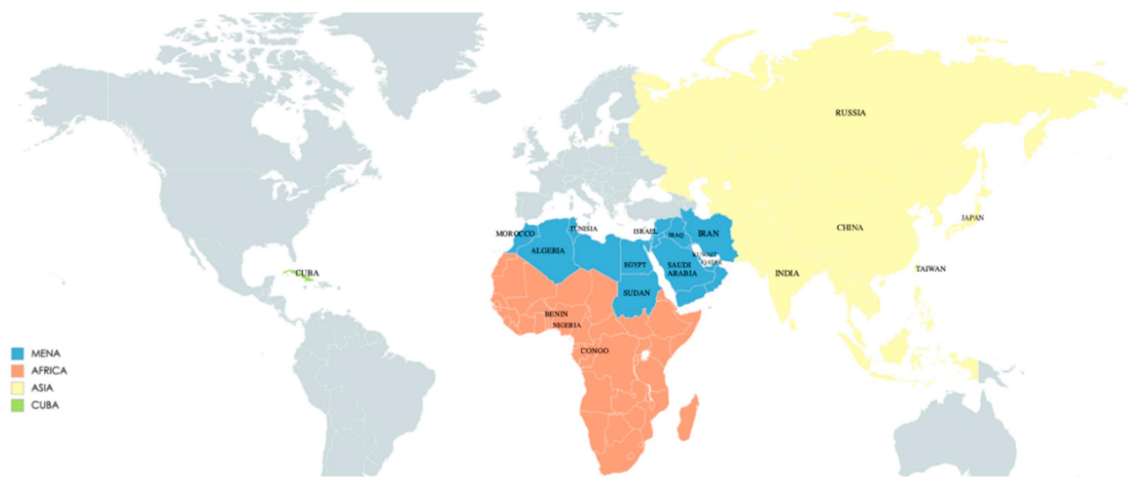 RUSSIA
JAPAN
CHINA
TAIWAN
INDIA
MOROCCO
TUNISIA
ISRAEL
IRAQ
IRAN
ALGERIA
EGYPT
KUWAIT
QATAR
SAUDI
ARABIA
SUDAN
CUBA
BENIN
NIGERIA
CONGO
MENA
AFRICA
ASIA
CUBA